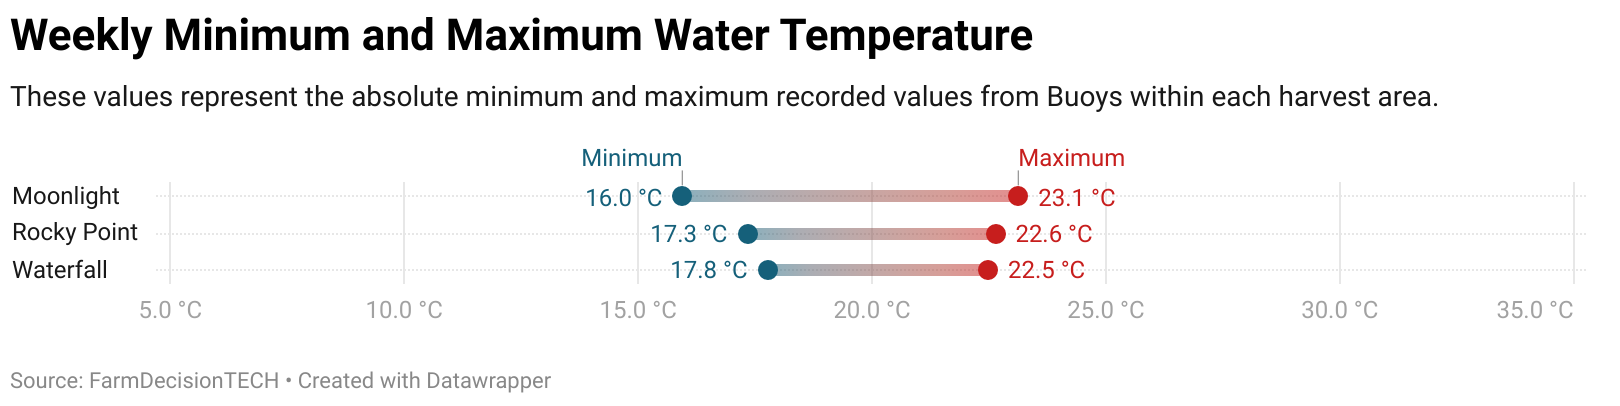 Weekly Minimum and Maximum Water Temperature
These values represent the absolute minimum and maximum recorded values from Buoys within each harvest area.
Minimum Maximum
Moonlight 16.0 °C 23.1 °C
Rocky Point 17.3 °C 22.6 °C
Waterfall 17.8 °C 22.5 °C
5.0 °C 10.0 °C 15.0 °C 20.0 °C 25.0 °C 30.0 °C 35.0 °C
Source: FarmDecisionTECH • Created with Datawrapper